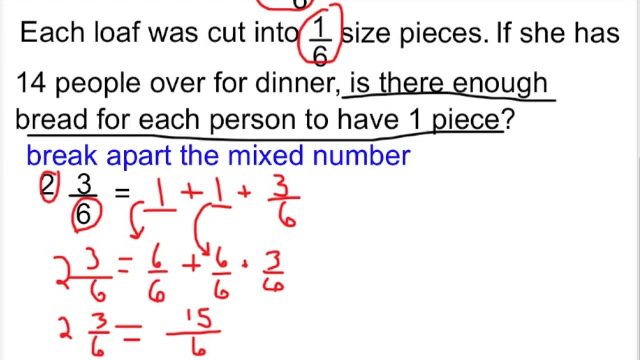 6
Each loaf was cut into 1/6 size pieces. If she has
14 people over for dinner, is there enough
bread for each person to have 1 piece?
break apart the mixed number
2 3/6 = 1 + 1 + 3/6
2 3/6 = 6/6 + 6/6 + 3/6
2 3/6 = 15/6